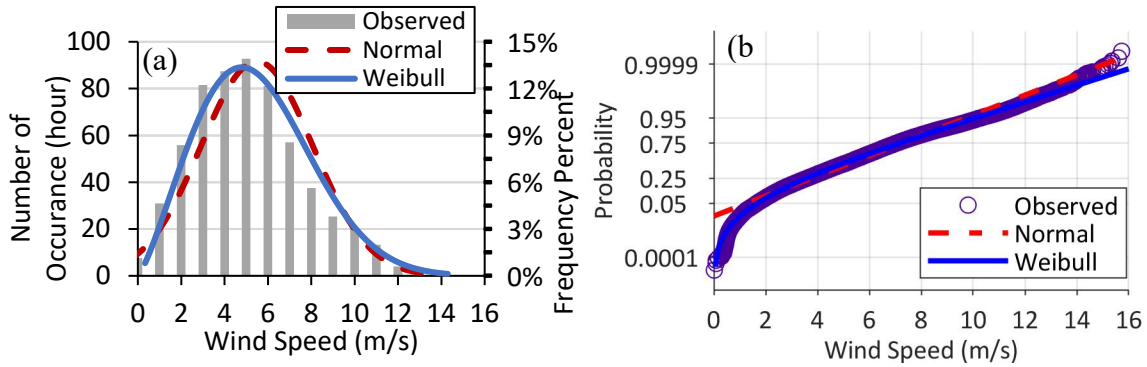 (a)
Observed
Normal
Weibull
Number of
Occurance (hour)
100
80
60
40
20
0
15%
12%
9%
6%
3%
0%
Frequency Percent
0 2 4 6 8 10 12 14 16
Wind Speed (m/s)
(b)
Probability
0.9999
0.95
0.75
0.25
0.05
0.0001
Observed
Normal
Weibull
0 2 4 6 8 10 12 14 16
Wind Speed (m/s)